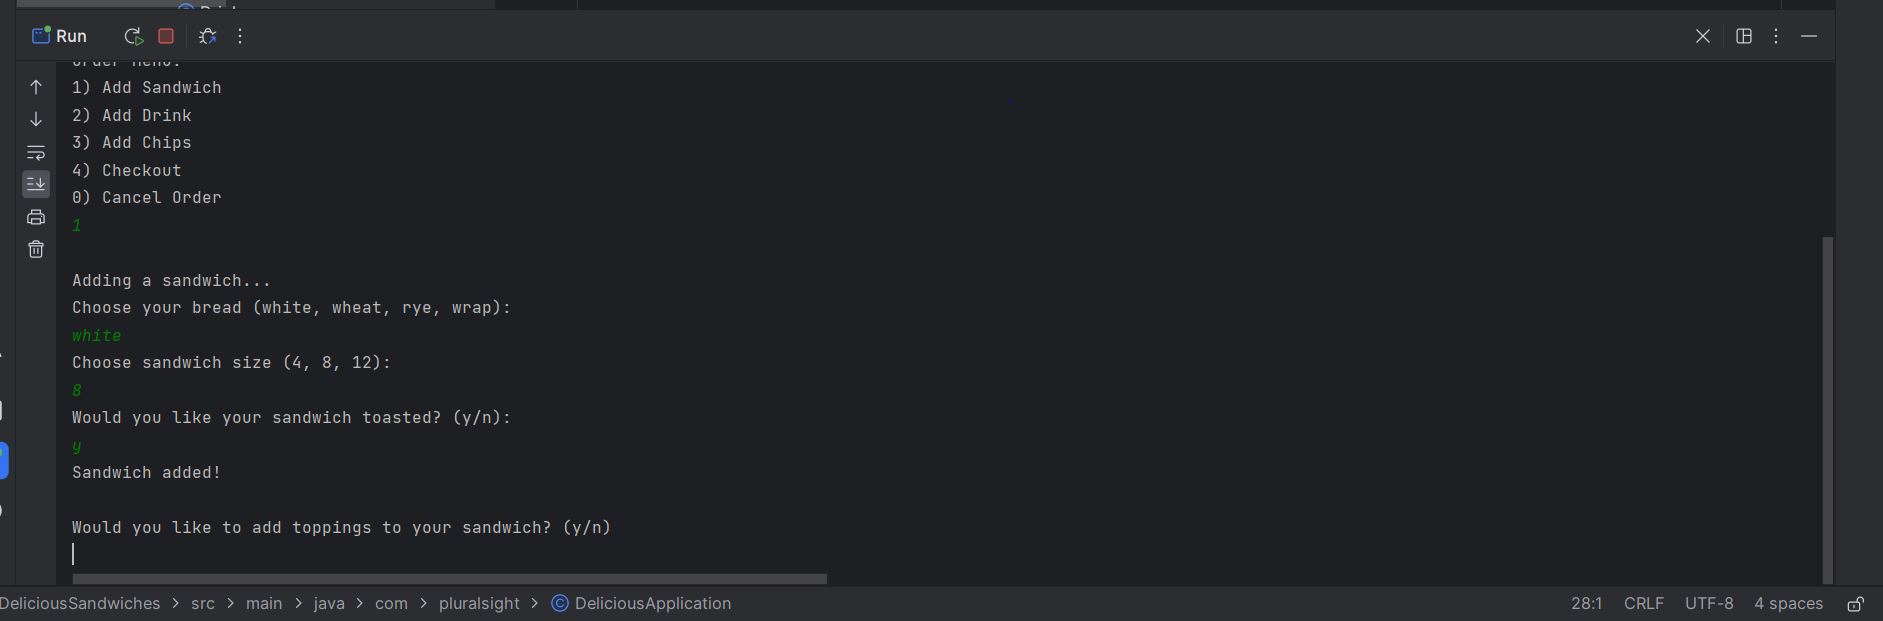 Run
1) Add Sandwich
2) Add Drink
3) Add Chips
4) Checkout
0) Cancel Order
1
Adding a sandwich...
Choose your bread (white, wheat, rye, wrap):
white
Choose sandwich size (4, 8, 12):
8
Would you like your sandwich toasted? (y/n):
y
Sandwich added!
Would you like to add toppings to your sandwich? (y/n)
DeliciousSandwiches > src > main > java > com > pluralsight > DeliciousApplication 28:1 CRLF UTF-8 4 spaces